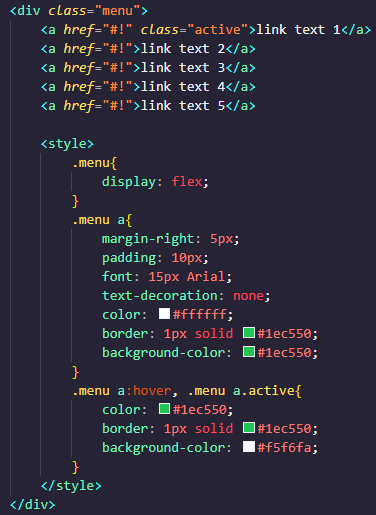 <div class="menu">
    <a href="#!" class="active">link text 1</a>
    <a href="#!">link text 2</a>
    <a href="#!">link text 3</a>
    <a href="#!">link text 4</a>
    <a href="#!">link text 5</a>

    <style>
        .menu{
            display: flex;
        }
        .menu a{
            margin-right: 5px;
            padding: 10px;
            font: 15px Arial;
            text-decoration: none;
            color: #ffffff;
            border: 1px solid #1ec550;
            background-color: #1ec550;
        }
        .menu a:hover, .menu a.active{
            color: #1ec550;
            border: 1px solid #1ec550;
            background-color: #f5f6fa;
        }
    </style>
</div>